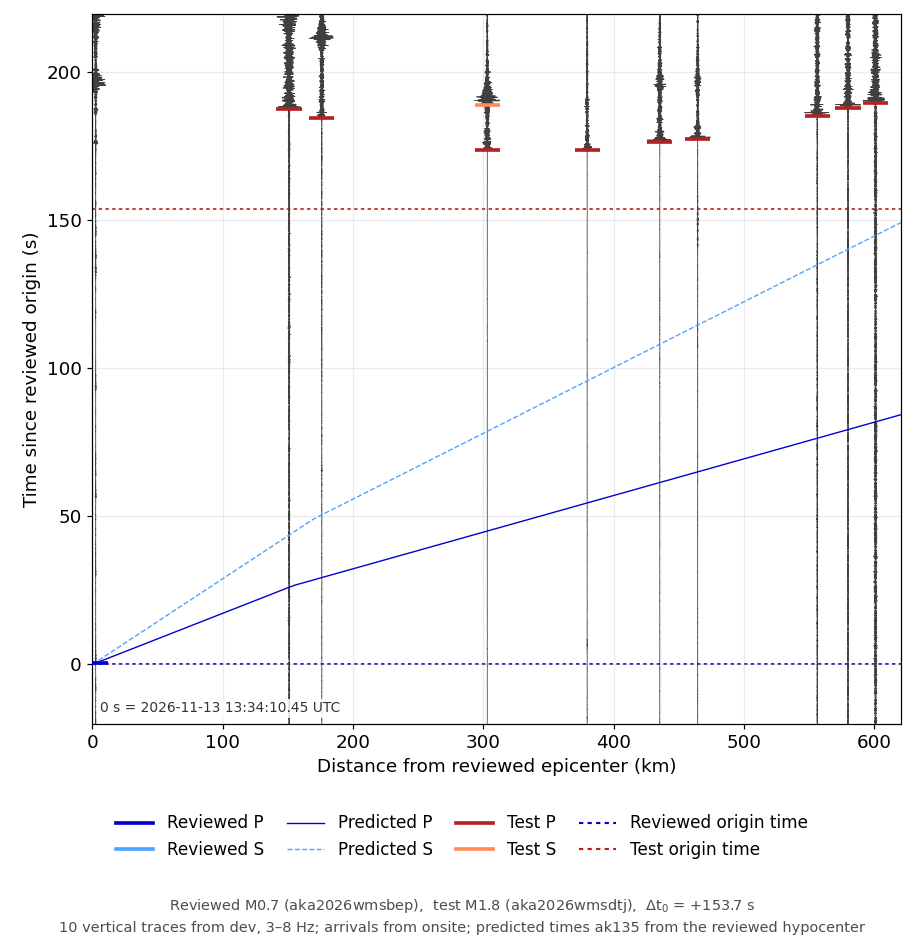 200
150
100
50
0
Time since reviewed origin (s)
0 s = 2026-11-13 13:34:10.45 UTC
0 100 200 300 400 500 600
Distance from reviewed epicenter (km)
Reviewed P Predicted P Test P Reviewed origin time
Reviewed S Predicted S Test S Test origin time
Reviewed M0.7 (aka2026wmsbep), test M1.8 (aka2026wmsdtj), Δt₀ = +153.7 s
10 vertical traces from dev, 3–8 Hz; arrivals from onsite; predicted times ak135 from the reviewed hypocenter